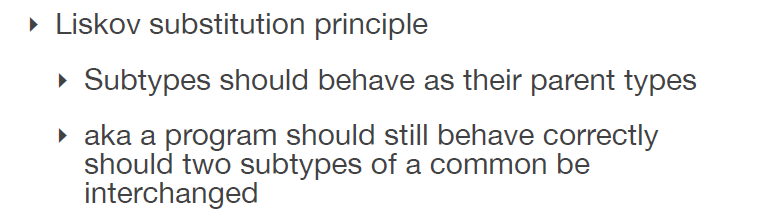 Liskov substitution principle
Subtypes should behave as their parent types
aka a program should still behave correctly
should two subtypes of a common be
interchanged